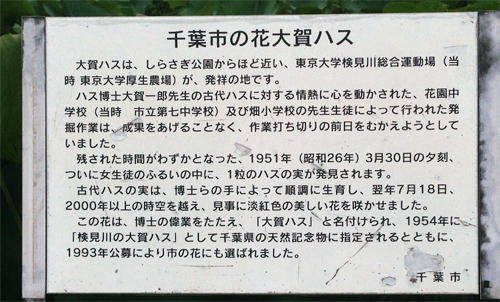 千葉市の花大賀ハス
大賀ハスは、しらさぎ公園からほど近い、東京大学検見川総合運動場（当
時 東京大学厚生農場）が、発祥の地です。
ハス博士大賀一郎先生の古代ハスに対する情熱に心を動かされた、花園中
学校（当時　市立第七中学校）及び畑小学校の先生生徒によって行われた発
掘作業は、成果をあげることなく、作業打ち切りの前日をむかえようとして
いました。
残された時間がわずかとなった、1951年（昭和26年）3月30日の夕刻、
ついに女生徒のふるいの中に、1粒のハスの実が発見されます。
古代ハスの実は、博士らの手によって順調に生育し、翌年7月18日、
2000年以上の時空を越え、見事に淡紅色の美しい花を咲かせました。
この花は、博士の偉業をたたえ、「大賀ハス」と名付けられ、1954年に
「検見川の大賀ハス」として千葉県の天然記念物に指定されるとともに、
1993年公募により市の花にも選ばれました。
千葉市